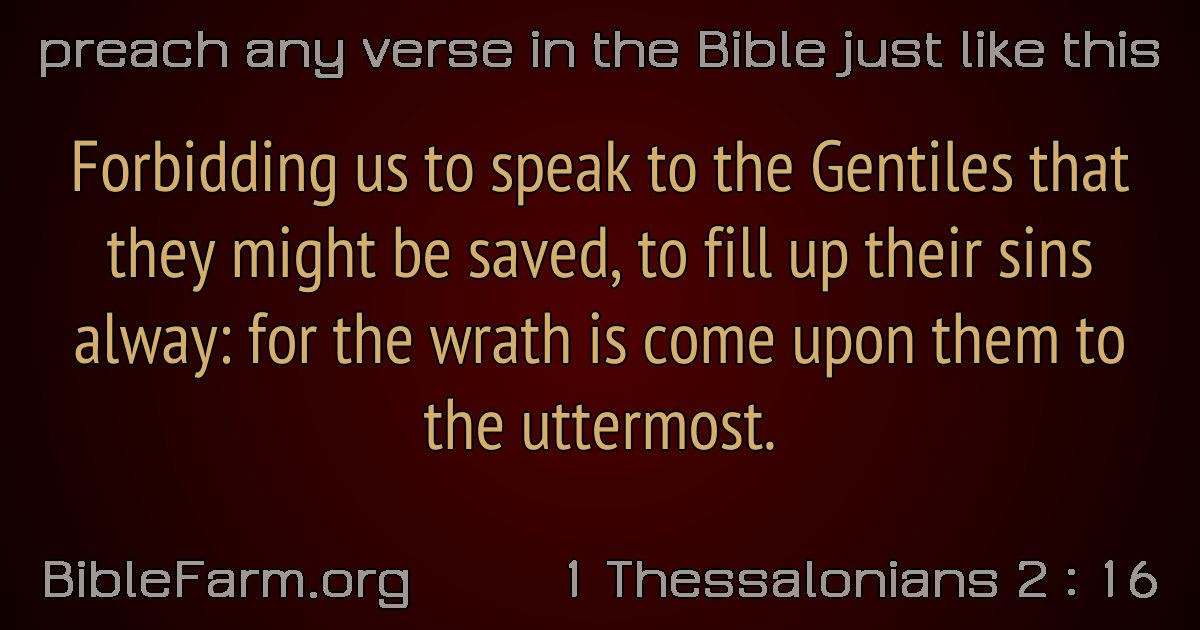 preach any verse in the Bible just like this
Forbidding us to speak to the Gentiles that
they might be saved, to fill up their sins
alway: for the wrath is come upon them to
the uttermost.
BibleFarm.org
1 Thessalonians 2 : 16